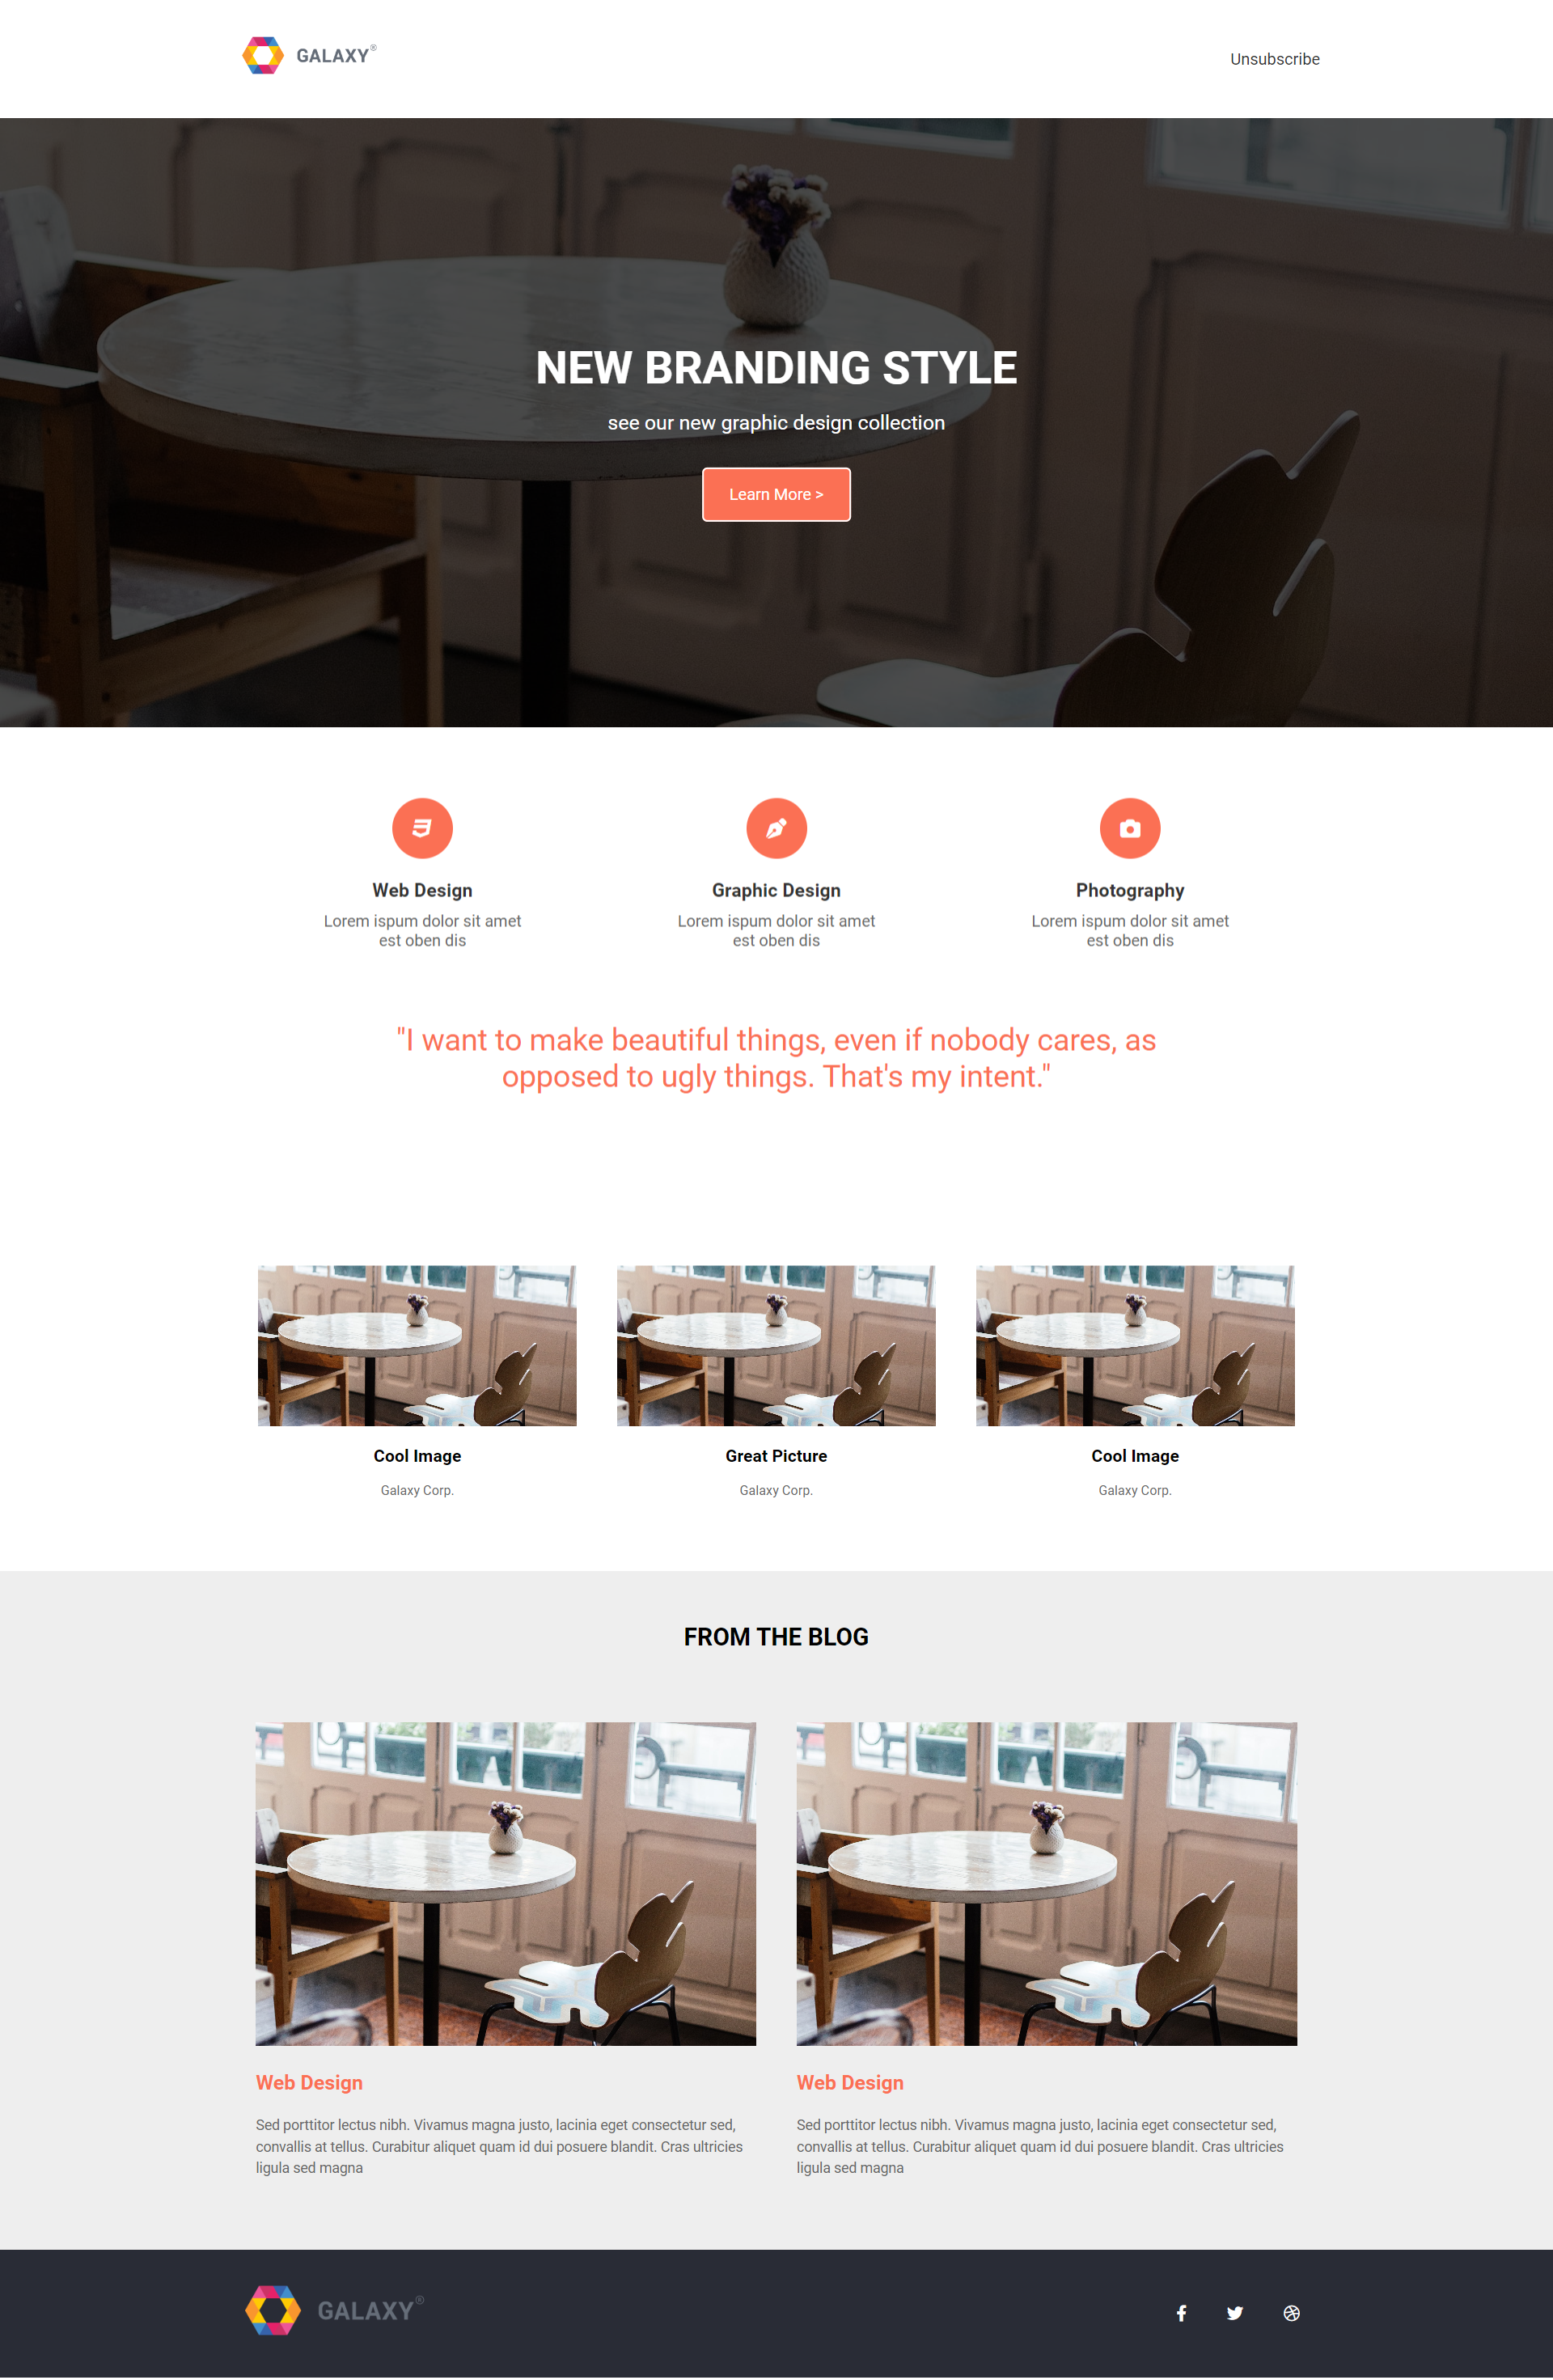 GALAXY®
Unsubscribe
NEW BRANDING STYLE
see our new graphic design collection
Learn More >
Web Design
Lorem ispum dolor sit amet
est oben dis
Graphic Design
Lorem ispum dolor sit amet
est oben dis
Photography
Lorem ispum dolor sit amet
est oben dis
"I want to make beautiful things, even if nobody cares, as
opposed to ugly things. That's my intent."
Cool Image
Galaxy Corp.
Great Picture
Galaxy Corp.
Cool Image
Galaxy Corp.
FROM THE BLOG
Web Design
Sed porttitor lectus nibh. Vivamus magna justo, lacinia eget consectetur sed,
convallis at tellus. Curabitur aliquet quam id dui posuere blandit. Cras ultricies
ligula sed magna
Web Design
Sed porttitor lectus nibh. Vivamus magna justo, lacinia eget consectetur sed,
convallis at tellus. Curabitur aliquet quam id dui posuere blandit. Cras ultricies
ligula sed magna
GALAXY®